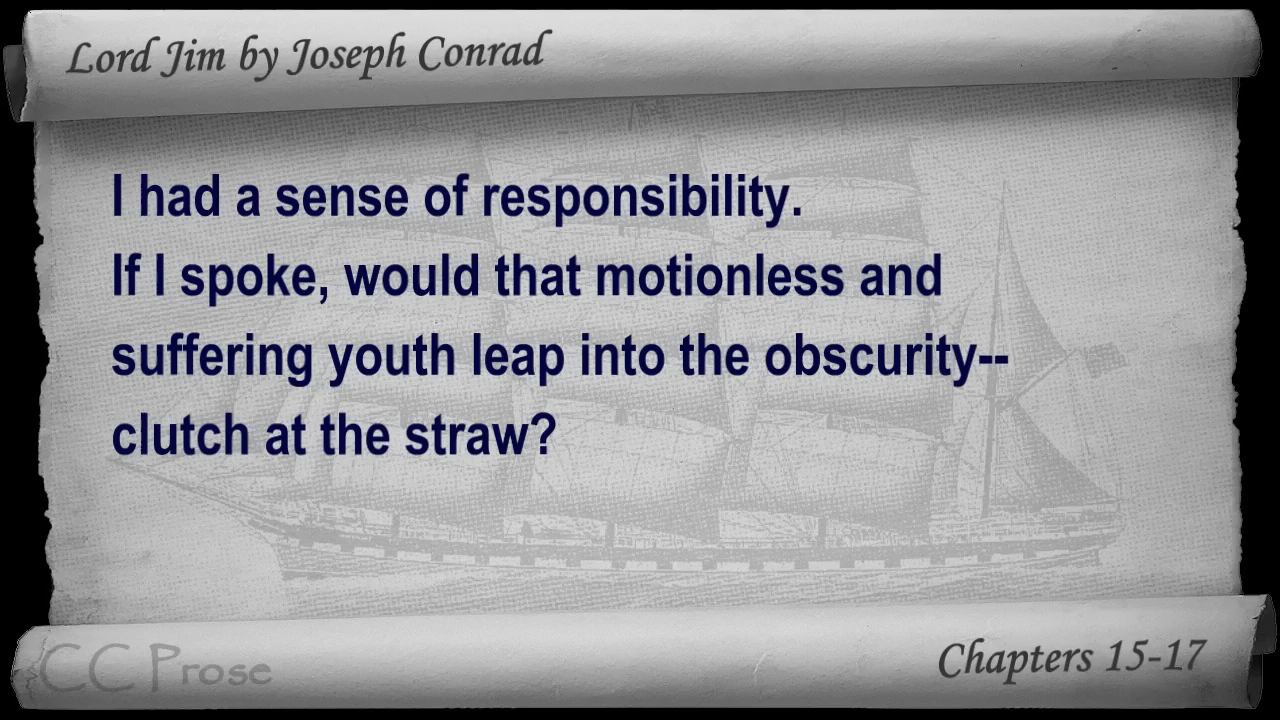 Lord Jim by Joseph Conrad
I had a sense of responsibility.
If I spoke, would that motionless and
suffering youth leap into the obscurity--
clutch at the straw?
CC Prose
Chapters 15-17